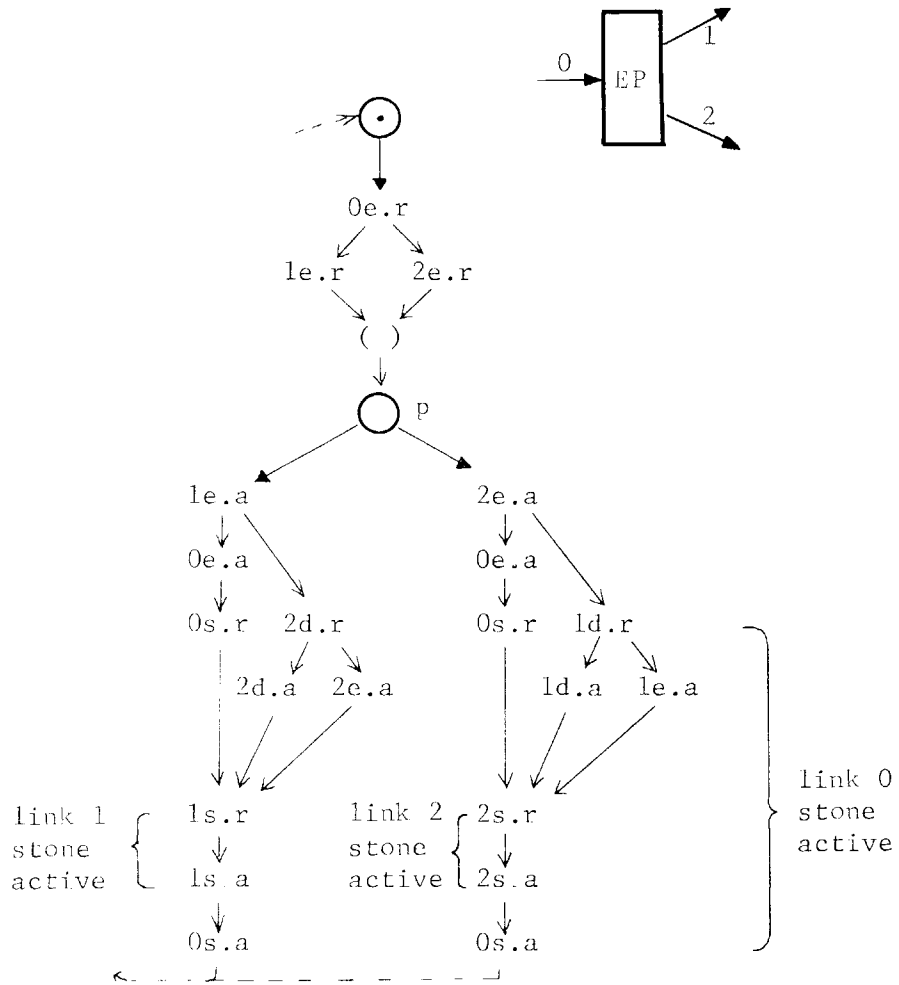 1
0
EP
2
0e.r
1e.r 2e.r
( )
p
1e.a 2e.a
0e.a 0e.a
0s.r 2d.r 0s.r 1d.r
2d.a 2e.a 1d.a 1e.a
link 0
stone
active
link 1 1s.r link 2 2s.r
stone stone
active 1s.a active 2s.a
0s.a 0s.a